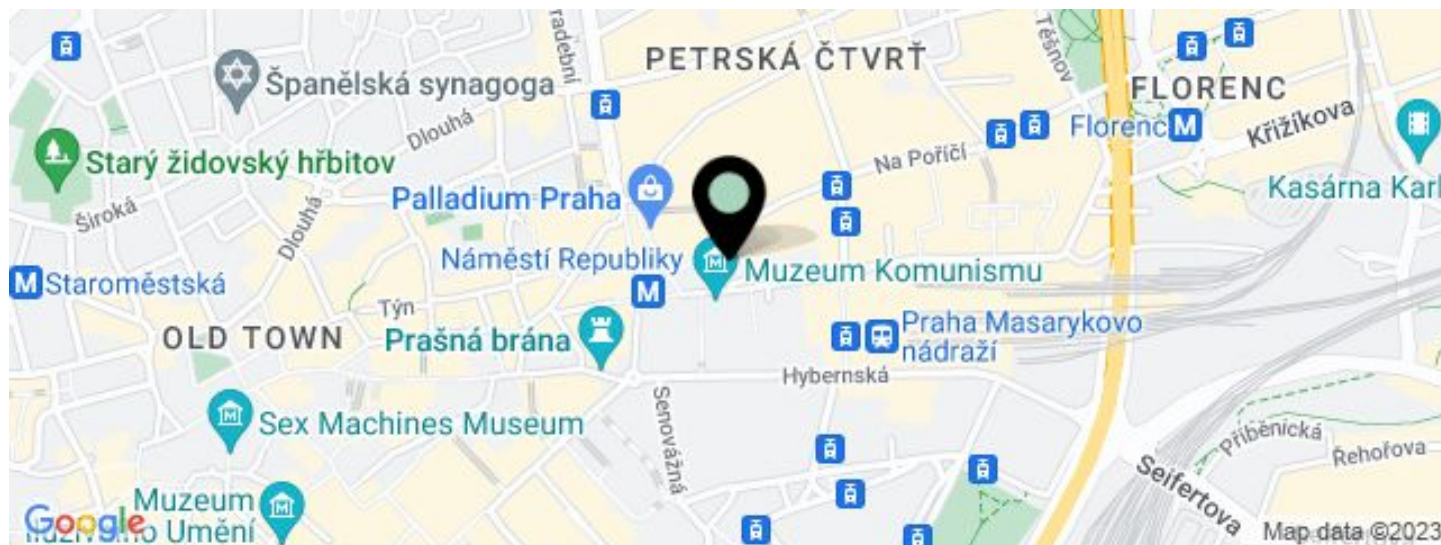 radební
PETRSKÁ ČTVRŤ
Těšnov
FLORENC
Španělská synagoga
Dlouhá
Florenc
M
Křižíkova
Starý židovský hřbitov
Na Poříčí
Palladium Praha
Kasárna Karl
Široká
Dlouhá
Náměstí Republiky
M
Muzeum Komunismu
M
Staroměstská
Týn
OLD TOWN
Prašná brána
Praha Masarykovo
nádraží
Hybernská
Senovážná
Sex Machines Museum
Příběnická
Řehořova
Seifertova
Muzeum
Umění
Google
Map data ©2023